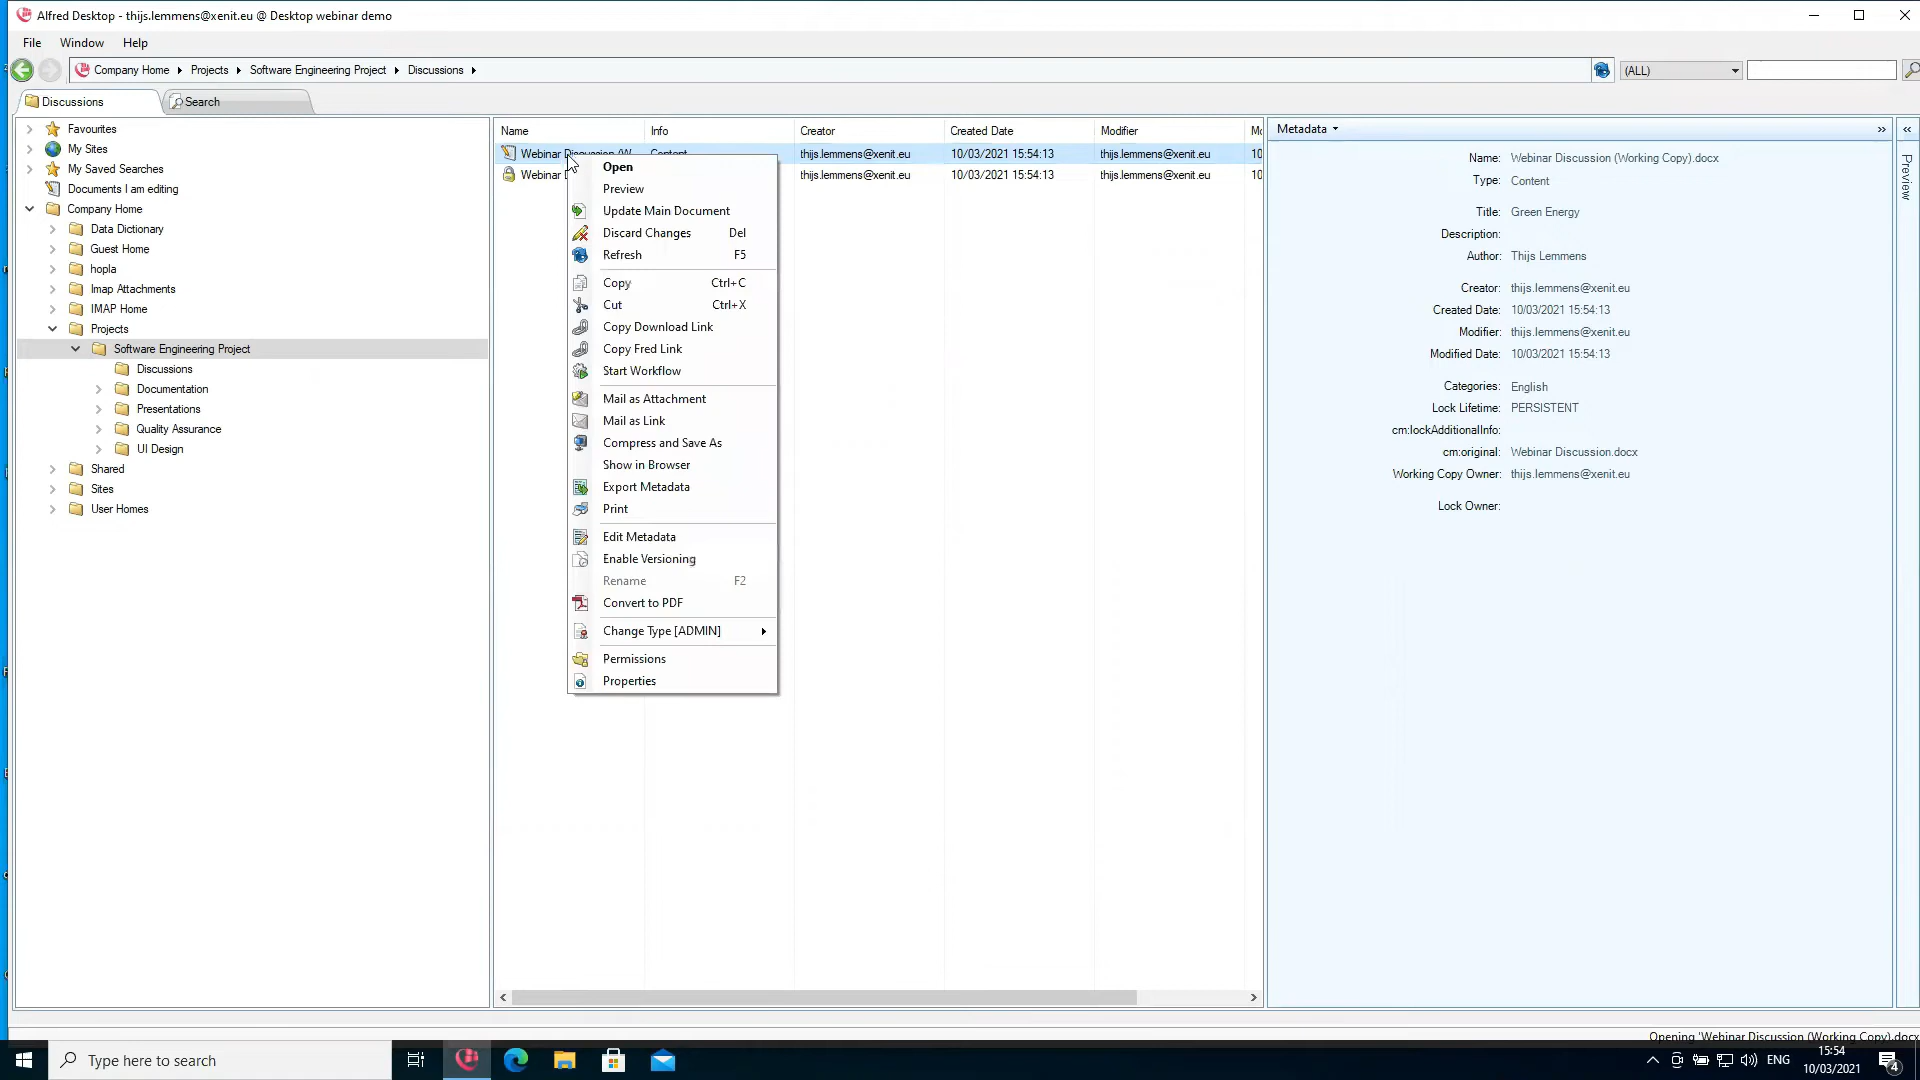 Alfred Desktop - thijs.lemmens@xenit.eu @ Desktop webinar demo
File Window Help
Company Home Projects Software Engineering Project Discussions (ALL)
Discussions Search
Favourites
My Sites
My Saved Searches
Documents I am editing
Company Home
Data Dictionary
Guest Home
hopla
Imap Attachments
IMAP Home
Projects
Software Engineering Project
Discussions
Documentation
Presentations
Quality Assurance
UI Design
Shared
Sites
User Homes
Name Info Creator Created Date Modifier
Webinar Discussion (W... Content thijs.lemmens@xenit.eu 10/03/2021 15:54:13 thijs.lemmens@xenit.eu 10
Webinar thijs.lemmens@xenit.eu 10/03/2021 15:54:13 thijs.lemmens@xenit.eu 10
Open
Preview
Update Main Document
Discard Changes Del
Refresh F5
Copy Ctrl+C
Cut Ctrl+X
Copy Download Link
Copy Fred Link
Start Workflow
Mail as Attachment
Mail as Link
Compress and Save As
Show in Browser
Export Metadata
Print
Edit Metadata
Enable Versioning
Rename F2
Convert to PDF
Change Type [ADMIN]
Permissions
Properties
Metadata
Name: Webinar Discussion (Working Copy).docx
Type: Content
Title: Green Energy
Description:
Author: Thijs Lemmens
Creator: thijs.lemmens@xenit.eu
Created Date: 10/03/2021 15:54:13
Modifier: thijs.lemmens@xenit.eu
Modified Date: 10/03/2021 15:54:13
Categories: English
Lock Lifetime: PERSISTENT
cm:lockAdditionalInfo:
cm:original: Webinar Discussion.docx
Working Copy Owner: thijs.lemmens@xenit.eu
Lock Owner:
Preview
Opening 'Webinar Discussion (Working Copy).docx
Type here to search
ENG
15:54
10/03/2021
4